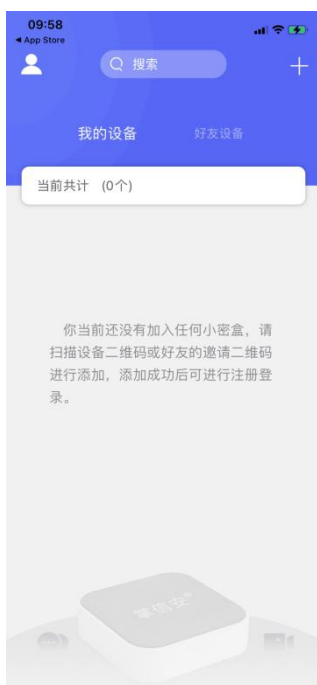 09:58
◀ App Store
搜索
我的设备 好友设备
当前共计 (0个)
你当前还没有加入任何小密盒，请
扫描设备二维码或好友的邀请二维码
进行添加，添加成功后可进行注册登
录。
掌信安®